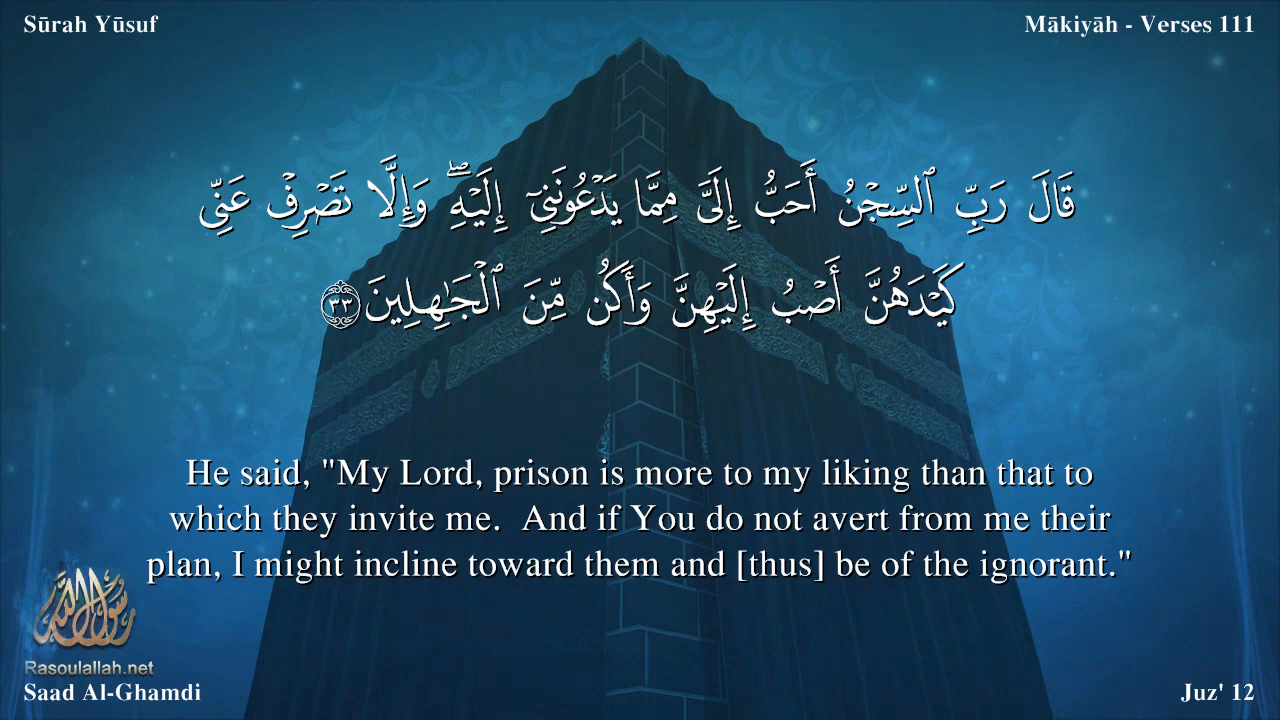 Sūrah Yūsuf
Mākiyāh - Verses 111
قَالَ رَبِّ ٱلسِّجْنُ أَحَبُّ إِلَىَّ مِمَّا يَدْعُونَنِىٓ إِلَيْهِ ۖ وَإِلَّا تَصْرِفْ عَنِّى
كَيْدَهُنَّ أَصْبُ إِلَيْهِنَّ وَأَكُن مِّنَ ٱلْجَـٰهِلِينَ ٣٣
He said, "My Lord, prison is more to my liking than that to
which they invite me.  And if You do not avert from me their
plan, I might incline toward them and [thus] be of the ignorant."
رسول الله
Rasoulallah.net
Saad Al-Ghamdi
Juz' 12